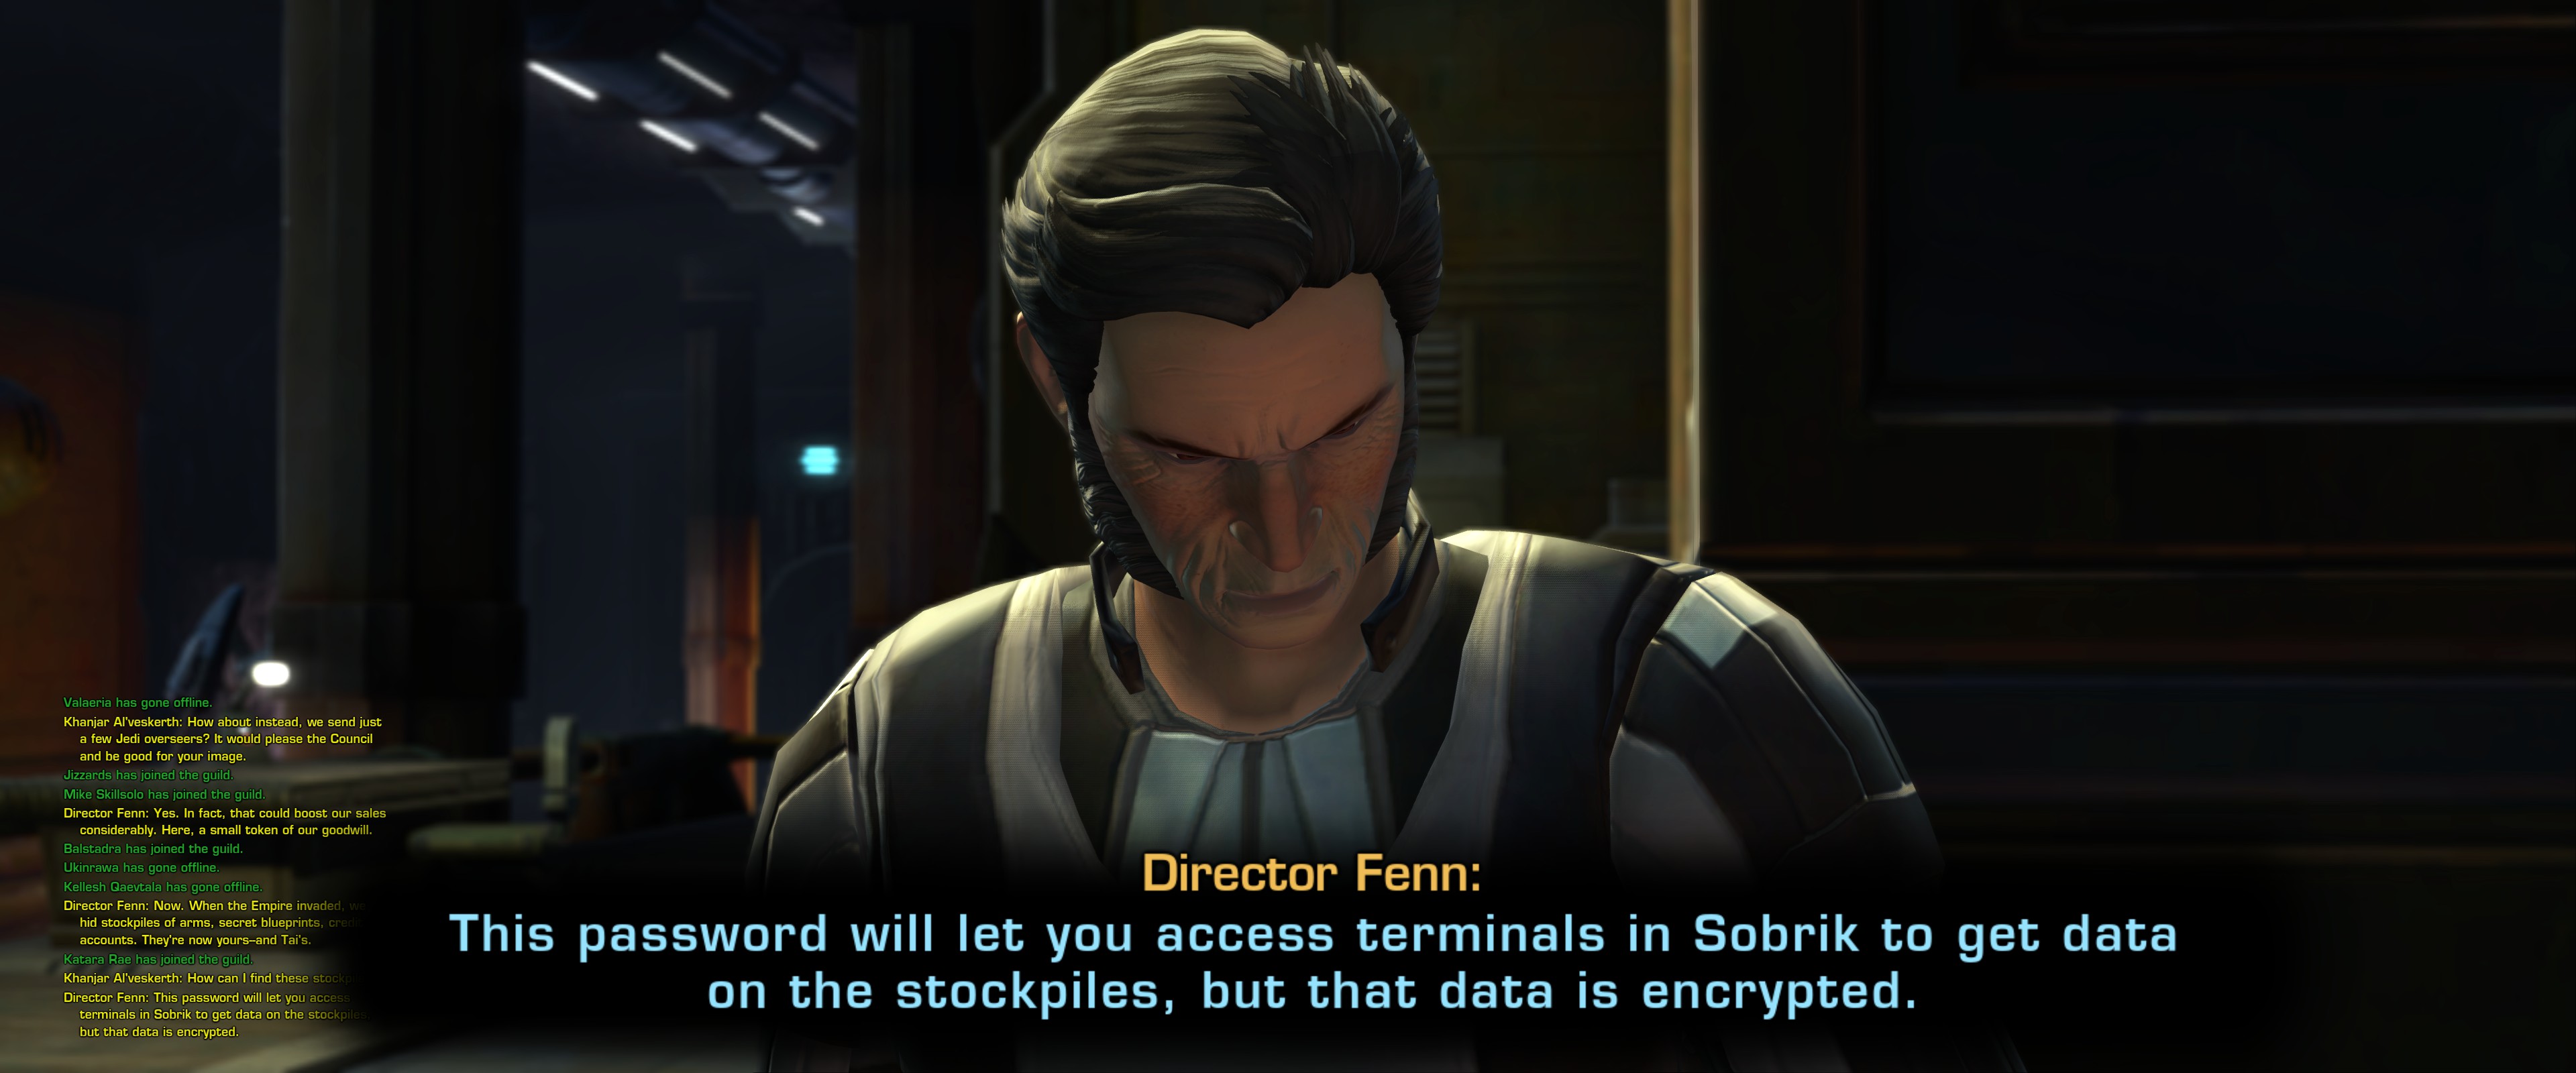 Valaeria has gone offline.
Khanjar Al'veskerth: How about instead, we send just
a few Jedi overseers? It would please the Council
and be good for your image.
Jizzards has joined the guild.
Mike Skillsolo has joined the guild.
Director Fenn: Yes. In fact, that could boost our sales
considerably. Here, a small token of our goodwill.
Balstadra has joined the guild.
Ukinrawa has gone offline.
Kellesh Qaevtala has gone offline.
Director Fenn: Now. When the Empire invaded, we
hid stockpiles of arms, secret blueprints, credit
accounts. They're now yours—and Tai's.
Katara Rae has joined the guild.
Khanjar Al'veskerth: How can I find these
Director Fenn: This password will let you access
terminals in Sobrik to get data on the stockpiles,
but that data is encrypted.
Director Fenn:
This password will let you access terminals in Sobrik to get data
on the stockpiles, but that data is encrypted.